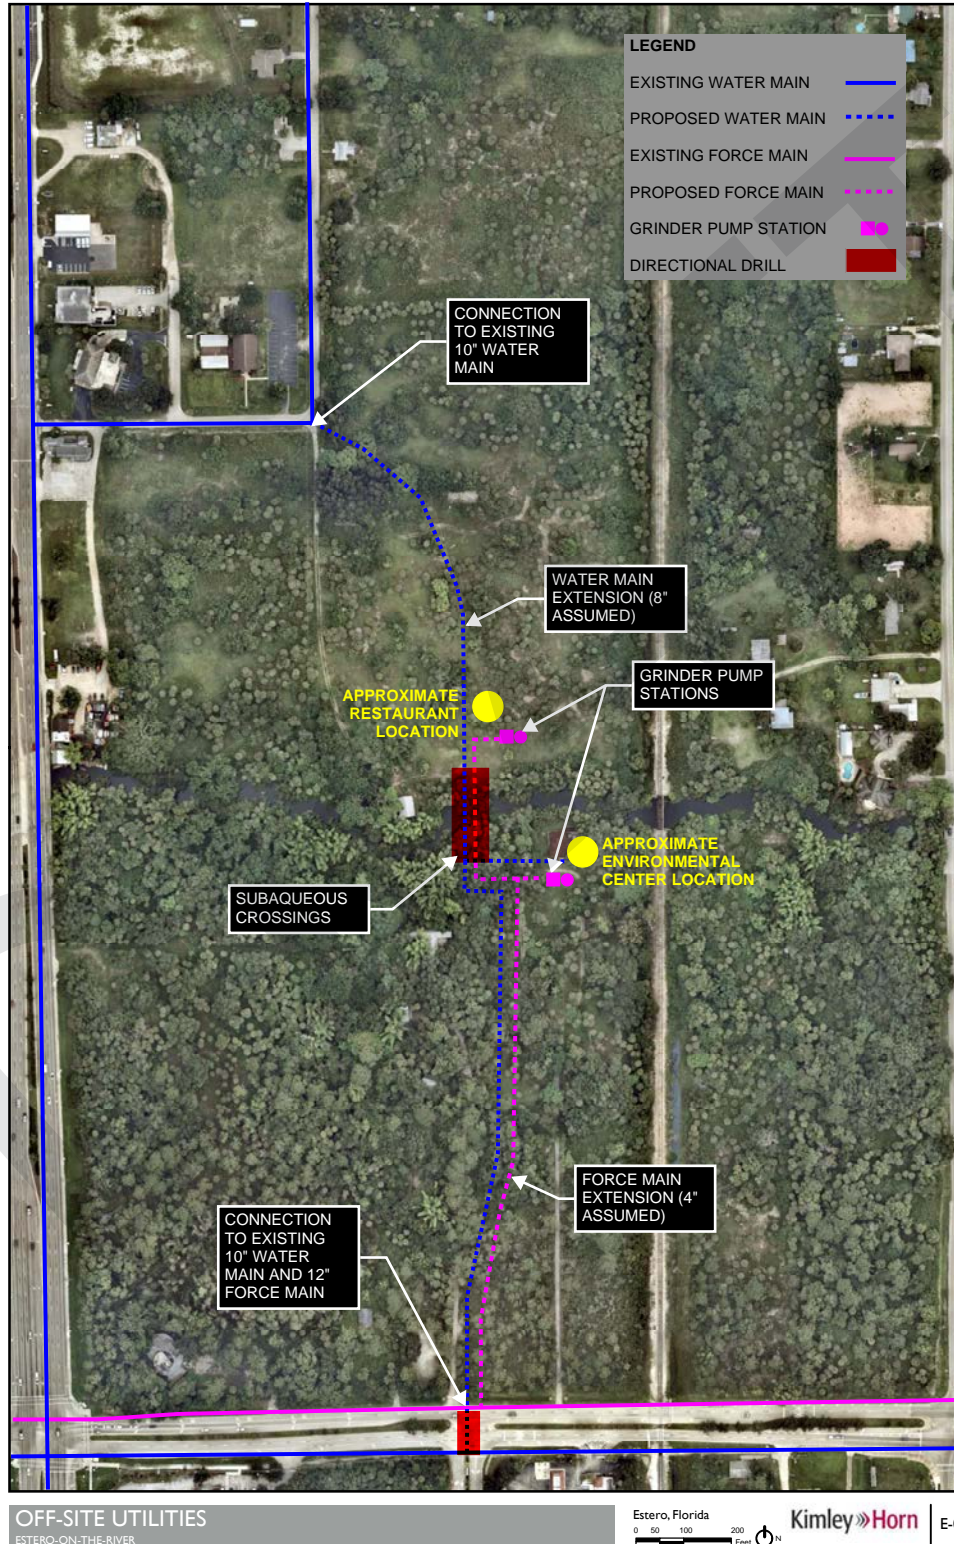 LEGEND
EXISTING WATER MAIN
PROPOSED WATER MAIN
EXISTING FORCE MAIN
PROPOSED FORCE MAIN
GRINDER PUMP STATION
DIRECTIONAL DRILL
CONNECTION
TO EXISTING
10" WATER
MAIN
WATER MAIN
EXTENSION (8"
ASSUMED)
GRINDER PUMP
STATIONS
APPROXIMATE
RESTAURANT
LOCATION
APPROXIMATE
ENVIRONMENTAL
CENTER LOCATION
SUBAQUEOUS
CROSSINGS
FORCE MAIN
EXTENSION (4"
ASSUMED)
CONNECTION
TO EXISTING
10" WATER
MAIN AND 12"
FORCE MAIN
OFF-SITE UTILITIES
ESTERO-ON-THE-RIVER
Estero, Florida
0 50 100 200
Feet
N
Kimley»Horn